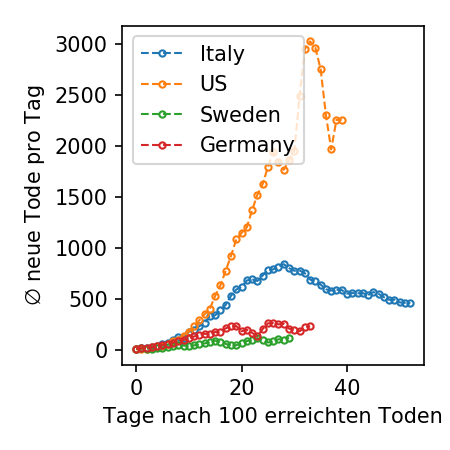 3000
2500
2000
1500
1000
500
0
∅ neue Tode pro Tag
Italy
US
Sweden
Germany
0 20 40
Tage nach 100 erreichten Toden